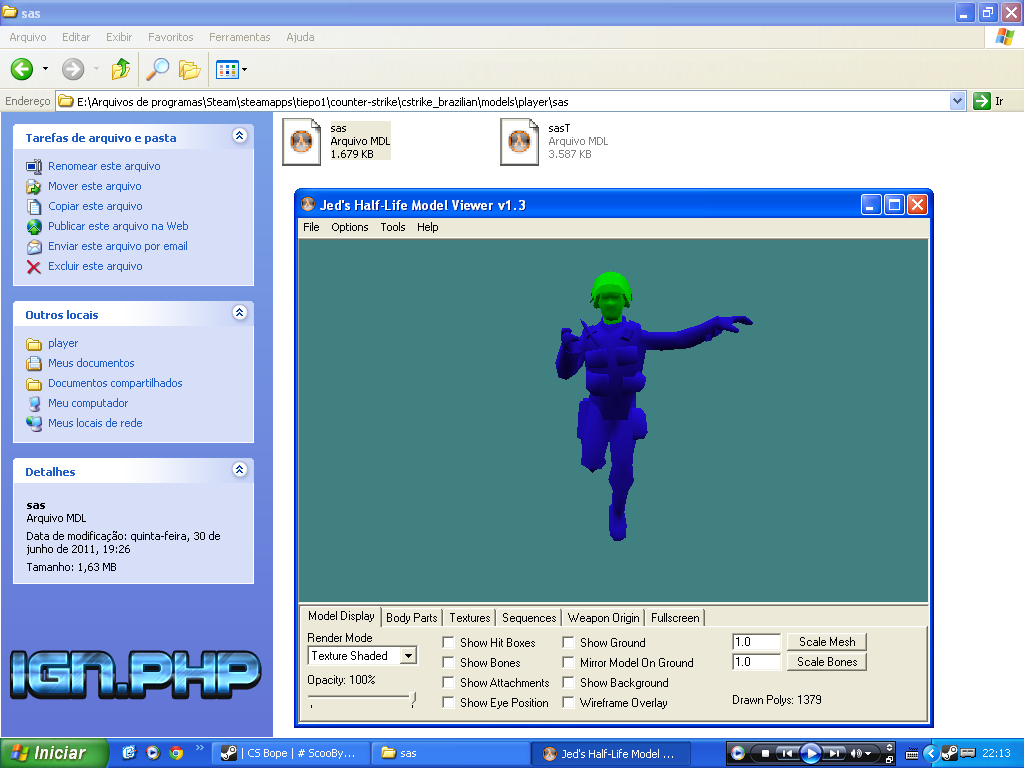 sas
Arquivo Editar Exibir Favoritos Ferramentas Ajuda
Endereço E:\Arquivos de programas\Steam\steamapps\tiepo1\counter-strike\cstrike_brazilian\models\player\sas Ir
Tarefas de arquivo e pasta
Renomear este arquivo
Mover este arquivo
Copiar este arquivo
Publicar este arquivo na Web
Enviar este arquivo por email
Excluir este arquivo
Outros locais
player
Meus documentos
Documentos compartilhados
Meu computador
Meus locais de rede
Detalhes
sas
Arquivo MDL
Data de modificação: quinta-feira, 30 de
junho de 2011, 19:26
Tamanho: 1,63 MB
IGN.PHP
sas
Arquivo MDL
1.679 KB
sasT
Arquivo MDL
3.587 KB
Jed's Half-Life Model Viewer v1.3
File Options Tools Help
Model Display Body Parts Textures Sequences Weapon Origin Fullscreen
Render Mode
Texture Shaded
Opacity: 100%
Show Hit Boxes
Show Bones
Show Attachments
Show Eye Position
Show Ground
Mirror Model On Ground
Show Background
Wireframe Overlay
1.0 Scale Mesh
1.0 Scale Bones
Drawn Polys: 1379
Iniciar | CS Bope | # ScooBy... sas Jed's Half-Life Model ... 22:13